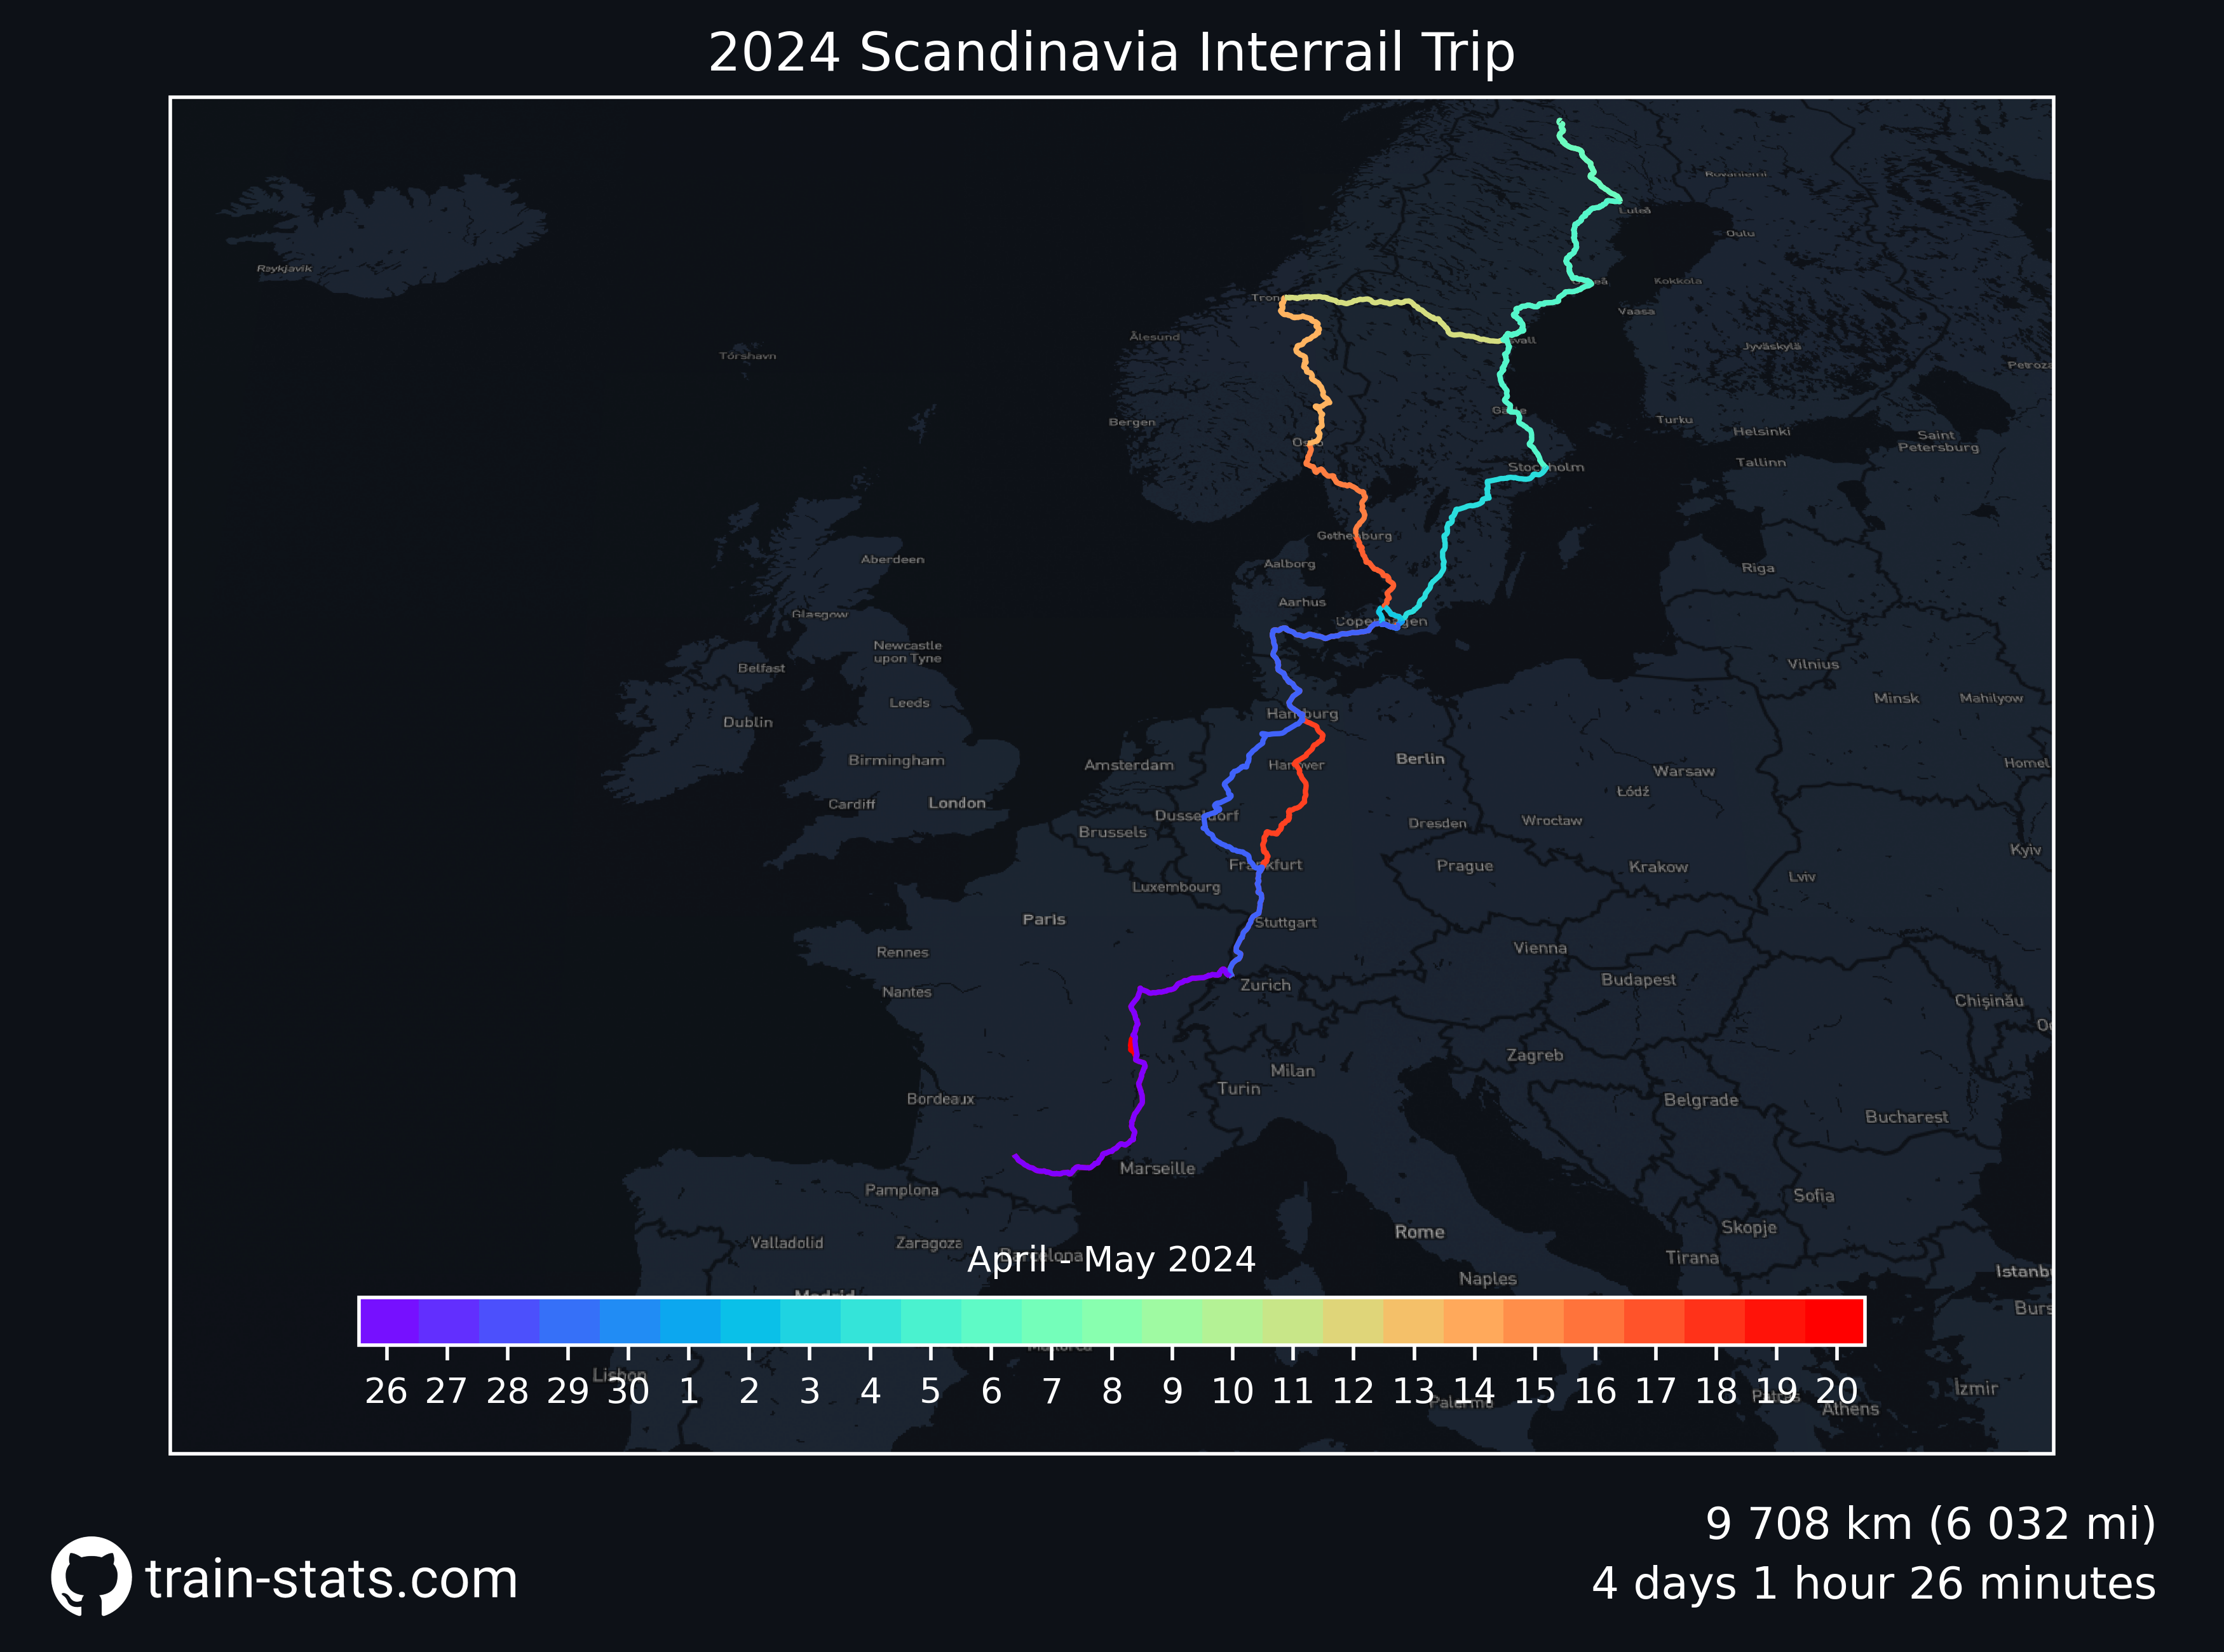 2024 Scandinavia Interrail Trip
Rovaniemi
Luleå
Oulu
Reykjavik
Kokkola
Vaasa
Ålesund
Jyväskylä
Tórshavn
Bergen
Turku
Helsinki
Saint
Petersburg
Tallinn
Stockholm
Gothenburg
Aberdeen
Aalborg
Riga
Aarhus
Glasgow
Copenhagen
Newcastle
upon Tyne
Belfast
Vilnius
Minsk
Mahilyow
Leeds
Dublin
Hamburg
Birmingham
Amsterdam
Hanover
Berlin
Warsaw
Homel
Łódź
Cardiff
London
Dusseldorf
Brussels
Dresden
Wrocław
Kyiv
Frankfurt
Prague
Krakow
Lviv
Luxembourg
Paris
Stuttgart
Rennes
Vienna
Budapest
Nantes
Zurich
Chișinău
Zagreb
Milan
Turin
Bordeaux
Belgrade
Bucharest
Marseille
Pamplona
Sofia
Skopje
Rome
Valladolid
Zaragoza
Barcelona
Tirana
April - May 2024
Naples
Istanbu
Burs
Madrid
Lisbon
Palermo
Patras
Athens
İzmir
26 27 28 29 30 1 2 3 4 5 6 7 8 9 10 11 12 13 14 15 16 17 18 19 20
9 708 km (6 032 mi)
4 days 1 hour 26 minutes
train-stats.com